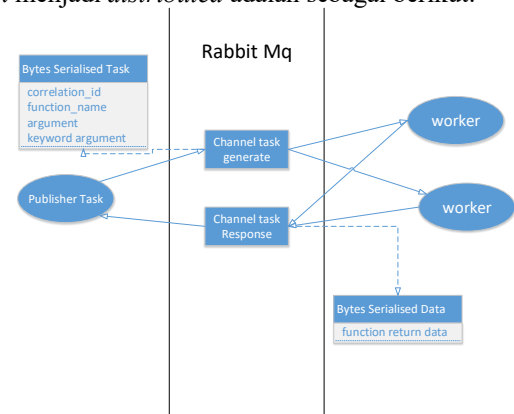 menjadi distributed adalah sebagai berikut:
Rabbit Mq
Bytes Serialised Task
correlation_id
function_name
argument
keyword argument
Channel task
generate
worker
Publisher Task
Channel task
Response
worker
Bytes Serialised Data
function return data